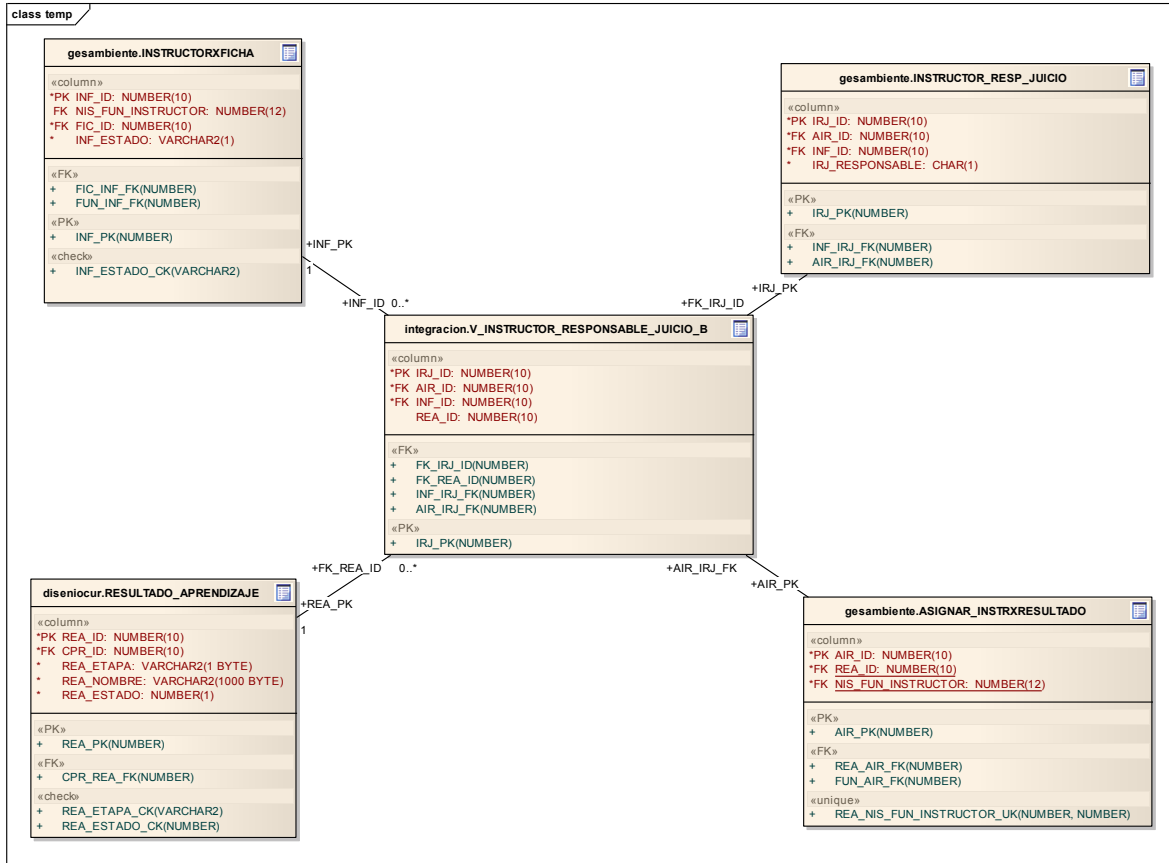 class temp
gesambiente.INSTRUCTORXFICHA
«column»
*PK INF_ID: NUMBER(10)
FK NIS_FUN_INSTRUCTOR: NUMBER(12)
*FK FIC_ID: NUMBER(10)
* INF_ESTADO: VARCHAR2(1)
«FK»
+ FIC_INF_FK(NUMBER)
+ FUN_INF_FK(NUMBER)
«PK»
+ INF_PK(NUMBER)
«check»
+ INF_ESTADO_CK(VARCHAR2)
gesambiente.INSTRUCTOR_RESP_JUICIO
«column»
*PK IRJ_ID: NUMBER(10)
*FK AIR_ID: NUMBER(10)
*FK INF_ID: NUMBER(10)
* IRJ_RESPONSABLE: CHAR(1)
«PK»
+ IRJ_PK(NUMBER)
«FK»
+ INF_IRJ_FK(NUMBER)
+ AIR_IRJ_FK(NUMBER)
+INF_PK
1
+INF_ID 0..*
+IRJ_PK
+FK_IRJ_ID
integracion.V_INSTRUCTOR_RESPONSABLE_JUICIO_B
«column»
*PK IRJ_ID: NUMBER(10)
*FK AIR_ID: NUMBER(10)
*FK INF_ID: NUMBER(10)
REA_ID: NUMBER(10)
«FK»
+ FK_IRJ_ID(NUMBER)
+ FK_REA_ID(NUMBER)
+ INF_IRJ_FK(NUMBER)
+ AIR_IRJ_FK(NUMBER)
«PK»
+ IRJ_PK(NUMBER)
+FK_REA_ID 0..*
+REA_PK
1
+AIR_IRJ_FK
+AIR_PK
diseniocur.RESULTADO_APRENDIZAJE
«column»
*PK REA_ID: NUMBER(10)
*FK CPR_ID: NUMBER(10)
* REA_ETAPA: VARCHAR2(1 BYTE)
* REA_NOMBRE: VARCHAR2(1000 BYTE)
* REA_ESTADO: NUMBER(1)
«PK»
+ REA_PK(NUMBER)
«FK»
+ CPR_REA_FK(NUMBER)
«check»
+ REA_ETAPA_CK(VARCHAR2)
+ REA_ESTADO_CK(NUMBER)
gesambiente.ASIGNAR_INSTRXRESULTADO
«column»
*PK AIR_ID: NUMBER(10)
*FK REA_ID: NUMBER(10)
*FK NIS_FUN_INSTRUCTOR: NUMBER(12)
«PK»
+ AIR_PK(NUMBER)
«FK»
+ REA_AIR_FK(NUMBER)
+ FUN_AIR_FK(NUMBER)
«unique»
+ REA_NIS_FUN_INSTRUCTOR_UK(NUMBER, NUMBER)